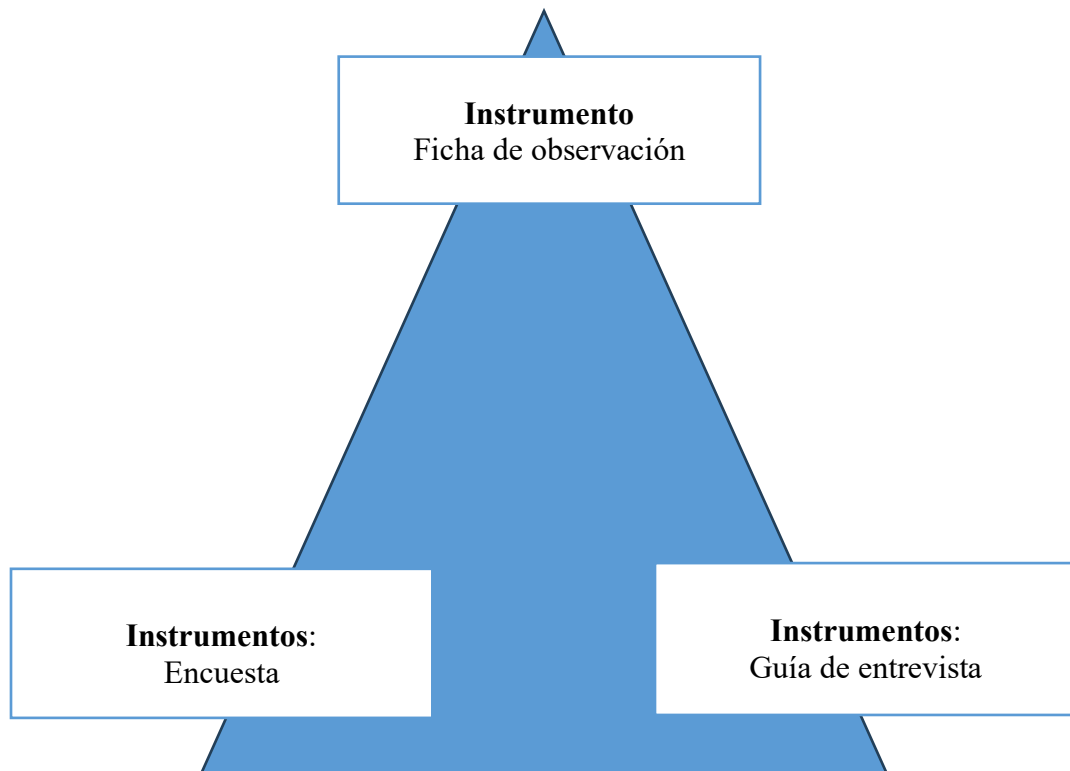 Instrumento
Ficha de observación
Instrumentos:
Encuesta
Instrumentos:
Guía de entrevista